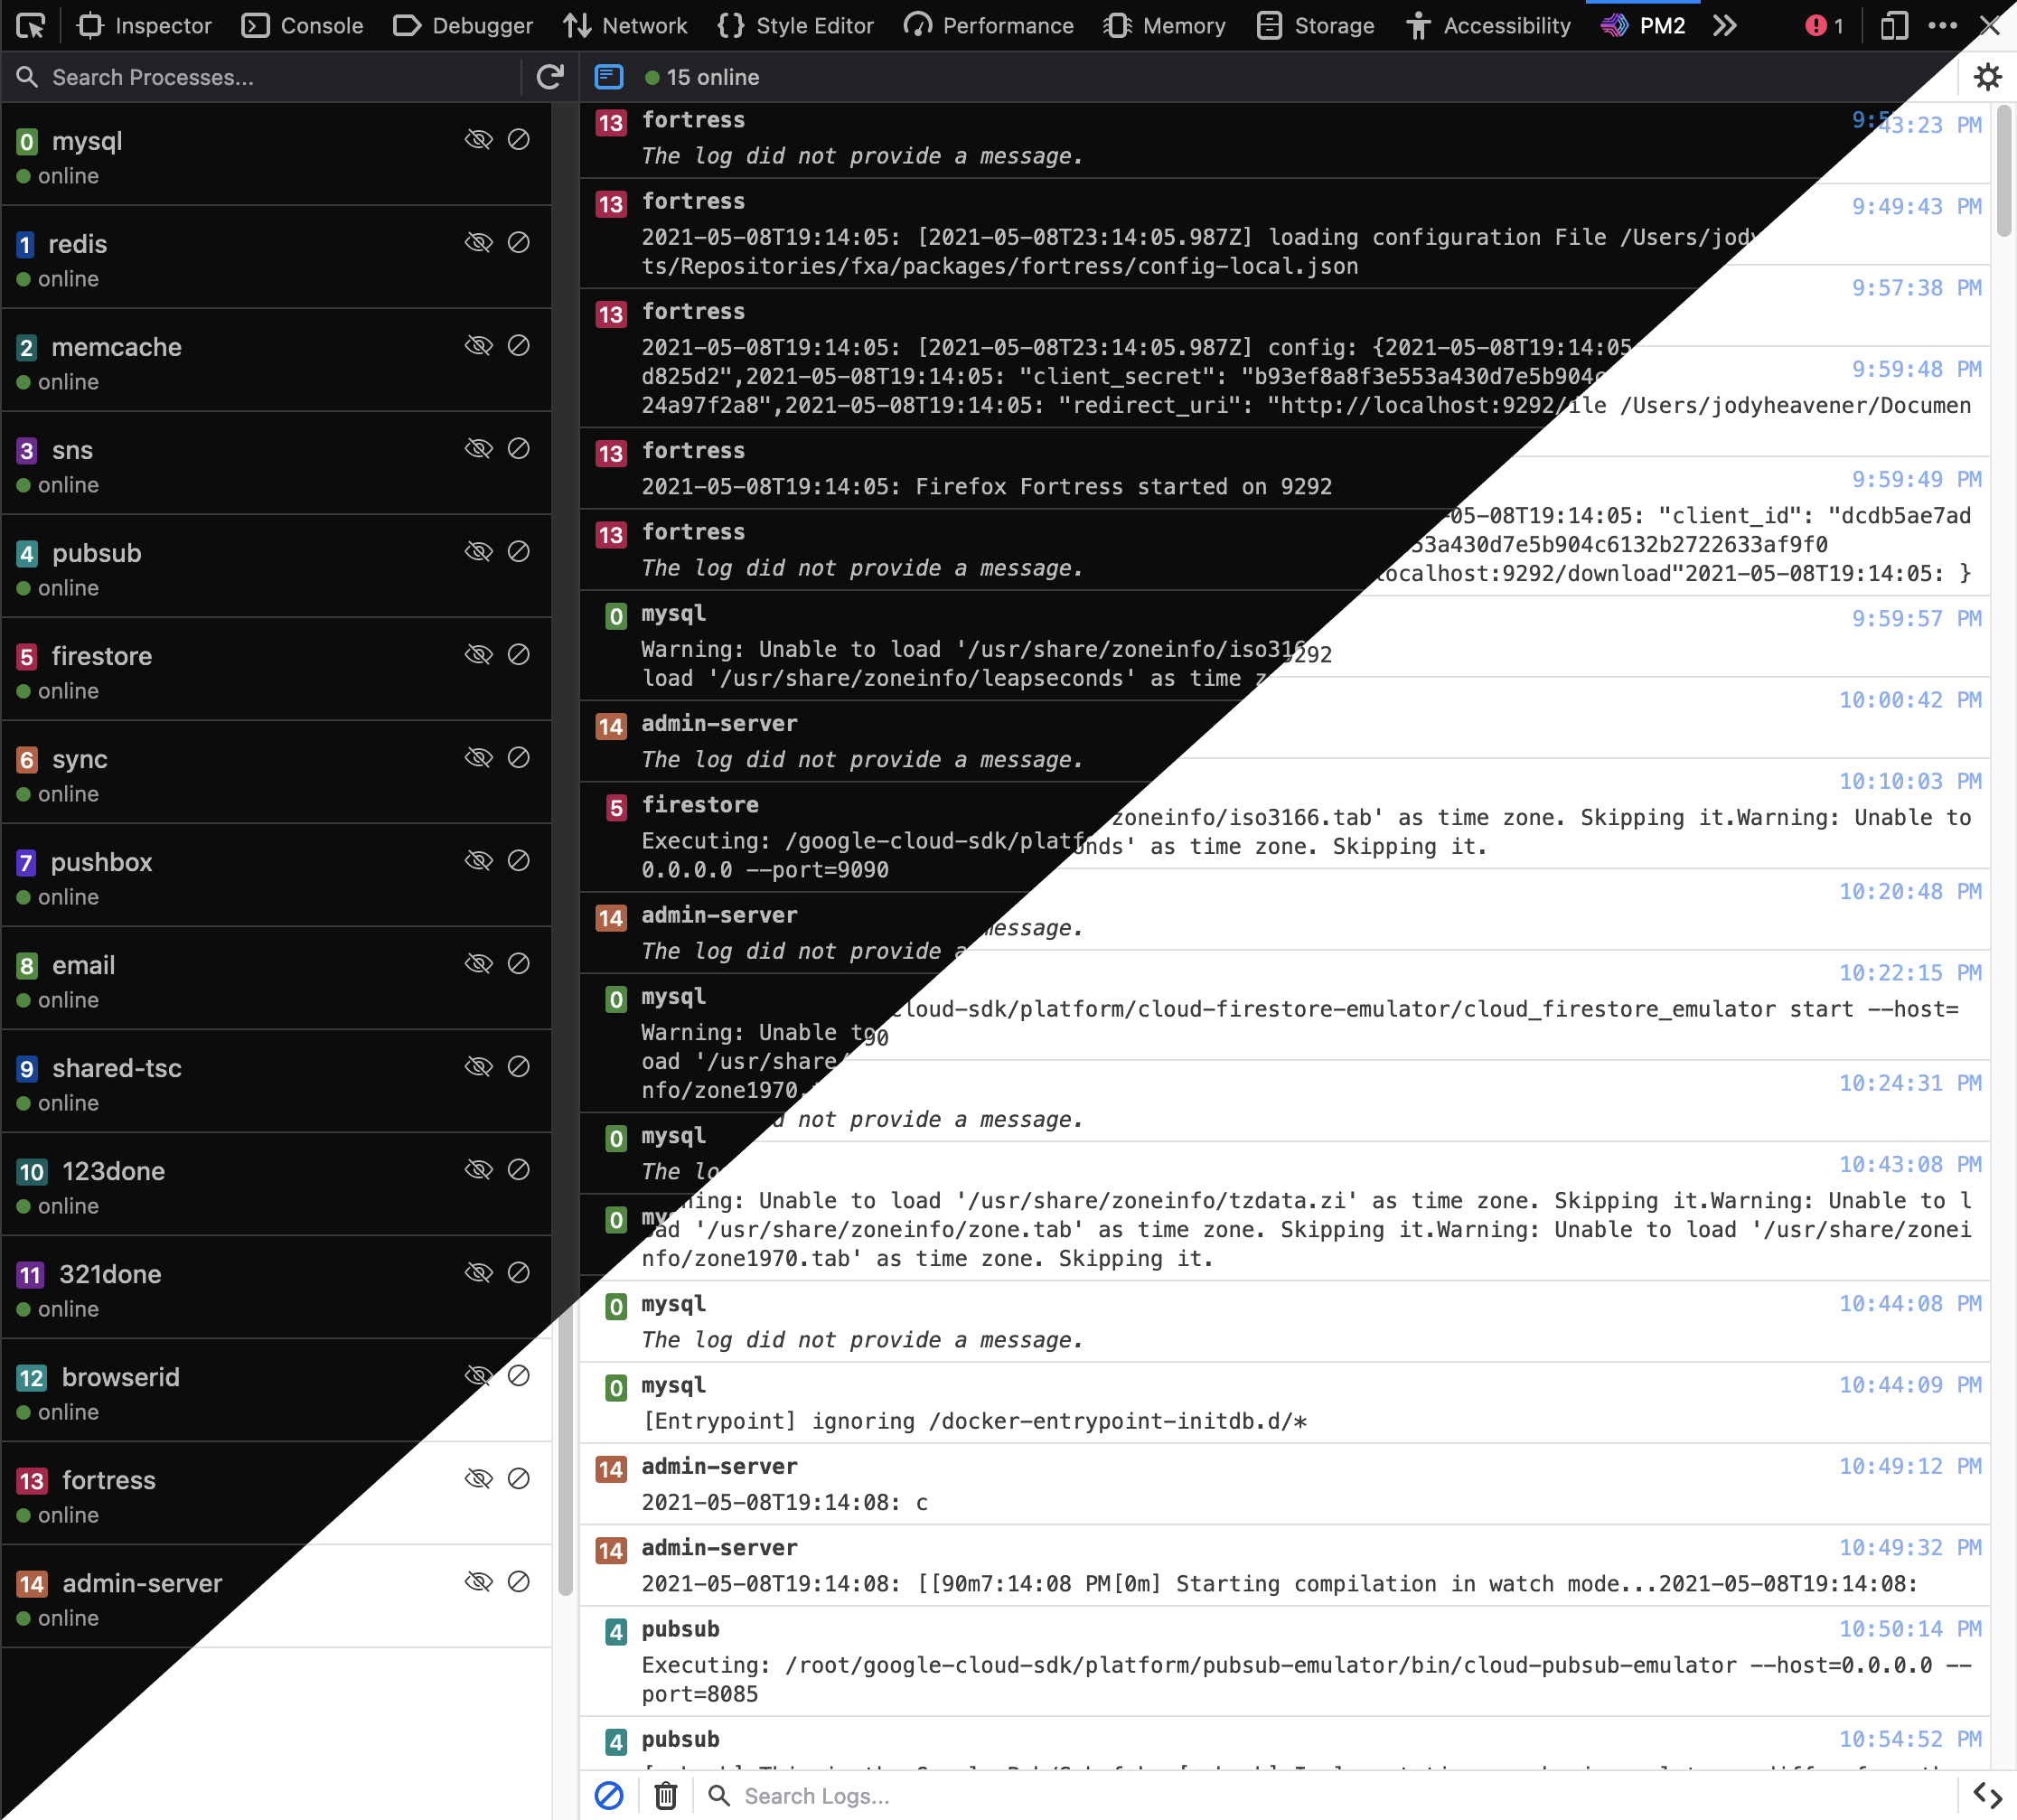 Inspector Console Debugger Network Style Editor Performance Memory Storage Accessibility PM2 1
Search Processes...
15 online
0 mysql
online
1 redis
online
2 memcache
online
3 sns
online
4 pubsub
online
5 firestore
online
6 sync
online
7 pushbox
online
8 email
online
9 shared-tsc
online
10 123done
online
11 321done
online
12 browserid
online
13 fortress
online
14 admin-server
online
13 fortress
43:23 PM
The log did not provide a message.
13 fortress
9:49:43 PM
2021-05-08T19:14:05: [2021-05-08T23:14:05.987Z] loading configuration File /Users/jody
ts/Repositories/fxa/packages/fortress/config-local.json
9:57:38 PM
13 fortress
2021-05-08T19:14:05: [2021-05-08T23:14:05.987Z] config: {2021-05-08T19:14:05
9:59:48 PM
d825d2",2021-05-08T19:14:05: "client_secret": "b93ef8a8f3e553a430d7e5b904c
24a97f2a8",2021-05-08T19:14:05: "redirect_uri": "http://localhost:9292/ile /Users/jodyheavener/Documen
13 fortress
9:59:49 PM
2021-05-08T19:14:05: Firefox Fortress started on 9292
05-08T19:14:05: "client_id": "dcdb5ae7ad
13 fortress
53a430d7e5b904c6132b2722633af9f0
The log did not provide a message.
localhost:9292/download"2021-05-08T19:14:05: }
0 mysql
9:59:57 PM
Warning: Unable to load '/usr/share/zoneinfo/iso316
9292
load '/usr/share/zoneinfo/leapseconds' as time z
10:00:42 PM
14 admin-server
The log did not provide a message.
10:10:03 PM
5 firestore
zoneinfo/iso3166.tab' as time zone. Skipping it.Warning: Unable to
Executing: /google-cloud-sdk/platf
onds' as time zone. Skipping it.
0.0.0.0 --port=9090
10:20:48 PM
14 admin-server
message.
The log did not provide a
10:22:15 PM
0 mysql
cloud-sdk/platform/cloud-firestore-emulator/cloud_firestore_emulator start --host=
Warning: Unable to
90
oad '/usr/share/
10:24:31 PM
nfo/zone1970.
not provide a message.
0 mysql
10:43:08 PM
The lo
ning: Unable to load '/usr/share/zoneinfo/tzdata.zi' as time zone. Skipping it.Warning: Unable to l
0 my
oad '/usr/share/zoneinfo/zone.tab' as time zone. Skipping it.Warning: Unable to load '/usr/share/zonei
nfo/zone1970.tab' as time zone. Skipping it.
0 mysql
10:44:08 PM
The log did not provide a message.
0 mysql
10:44:09 PM
[Entrypoint] ignoring /docker-entrypoint-initdb.d/*
14 admin-server
10:49:12 PM
2021-05-08T19:14:08: c
14 admin-server
10:49:32 PM
2021-05-08T19:14:08: [[90m7:14:08 PM[0m] Starting compilation in watch mode...2021-05-08T19:14:08:
4 pubsub
10:50:14 PM
Executing: /root/google-cloud-sdk/platform/pubsub-emulator/bin/cloud-pubsub-emulator --host=0.0.0.0 --
port=8085
4 pubsub
10:54:52 PM
Search Logs...